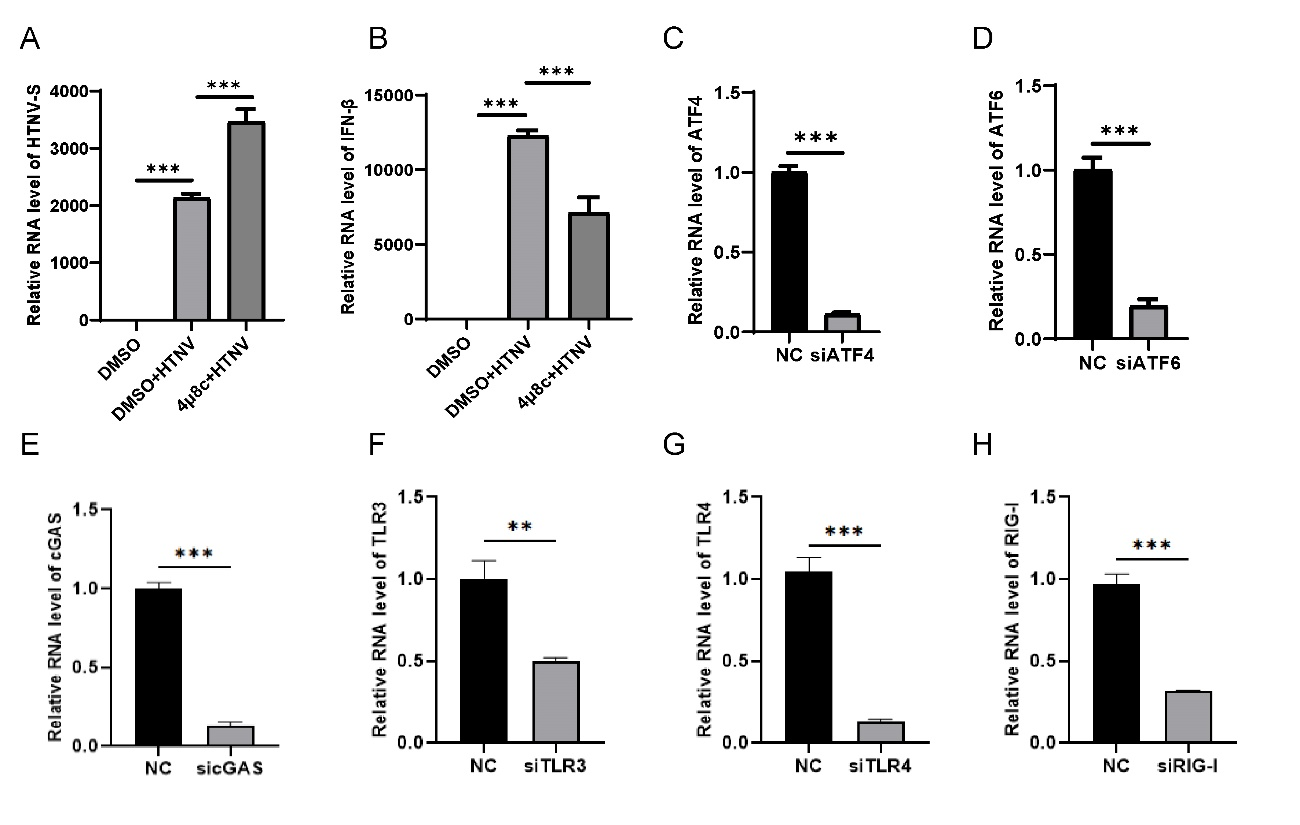 A
Relative RNA level of HTNV-S
4000
3000
2000
1000
0
***
***
DMSO
DMSO+HTNV
4μ8c+HTNV
B
Relative RNA level of IFN-β
15000
10000
5000
0
***
***
DMSO
DMSO+HTNV
4μ8c+HTNV
C
Relative RNA level of ATF4
1.5
1.0
0.5
0.0
***
NC siATF4
D
Relative RNA level of ATF6
1.5
1.0
0.5
0.0
***
NC siATF6
E
Relative RNA level of cGAS
1.5
1.0
0.5
0.0
***
NC sicGAS
F
Relative RNA level of TLR3
1.5
1.0
0.5
0.0
**
NC siTLR3
G
Relative RNA level of TLR4
1.5
1.0
0.5
0.0
***
NC siTLR4
H
Relative RNA level of RIG-I
1.5
1.0
0.5
0.0
***
NC siRIG-I